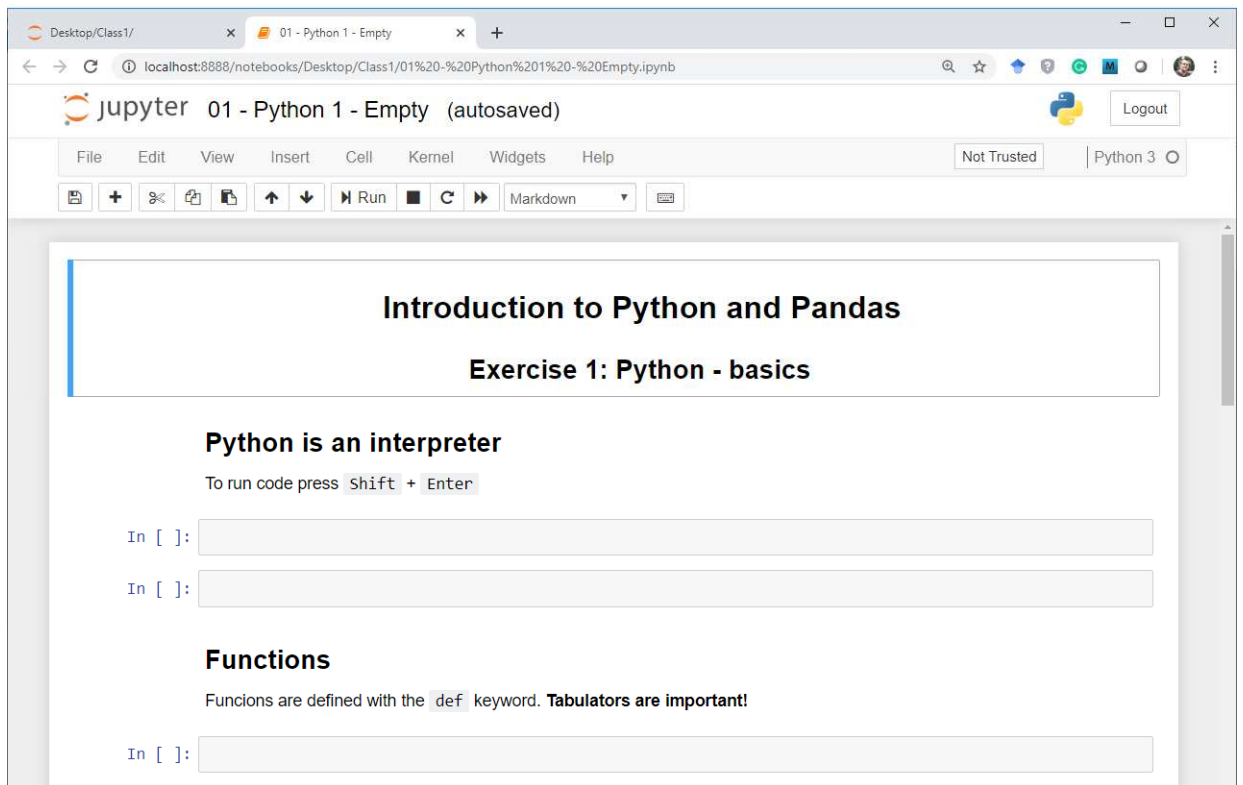 Desktop/Class1/
01 - Python 1 - Empty
localhost:8888/notebooks/Desktop/Class1/01%20-%20Python%201%20-%20Empty.ipynb
jupyter 01 - Python 1 - Empty (autosaved)
Logout
File Edit View Insert Cell Kernel Widgets Help
Not Trusted Python 3
Run Markdown
Introduction to Python and Pandas
Exercise 1: Python - basics
Python is an interpreter
To run code press Shift + Enter
In [ ]:
In [ ]:
Functions
Funcions are defined with the def keyword. Tabulators are important!
In [ ]: